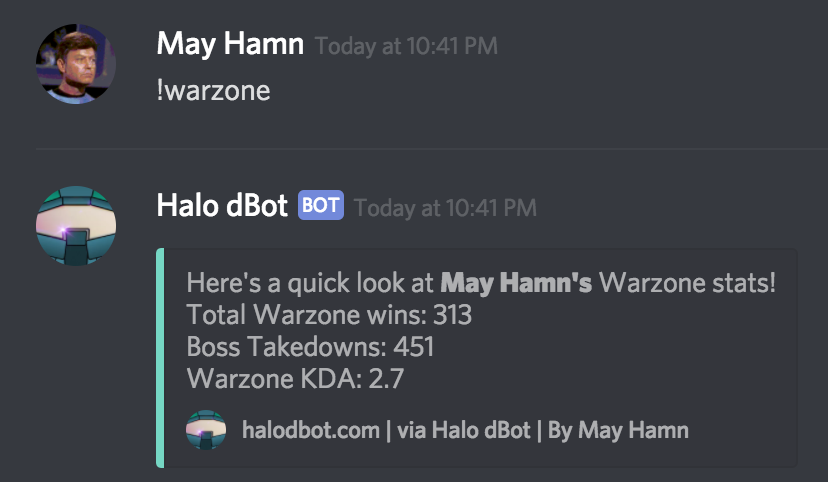 May Hamn Today at 10:41 PM
!warzone
Halo dBot BOT Today at 10:41 PM
Here's a quick look at May Hamn's Warzone stats!
Total Warzone wins: 313
Boss Takedowns: 451
Warzone KDA: 2.7
halodbot.com | via Halo dBot | By May Hamn